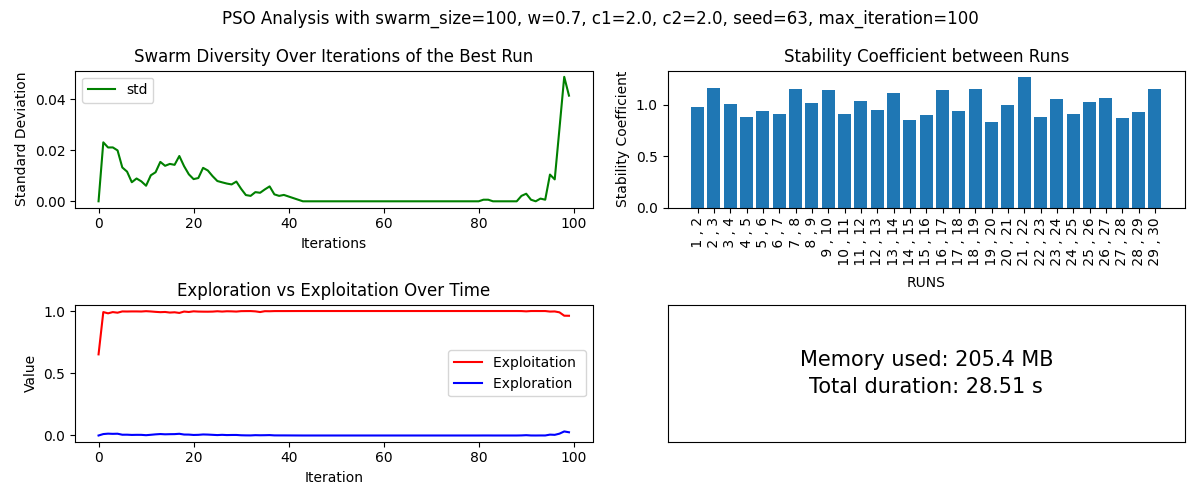 PSO Analysis with swarm_size=100, w=0.7, c1=2.0, c2=2.0, seed=63, max_iteration=100
Swarm Diversity Over Iterations of the Best Run
Standard Deviation
0.04
0.02
0.00
std
0 20 40 60 80 100
Iterations
Stability Coefficient between Runs
Stability Coefficient
1.0
0.5
0.0
1 , 2
2 , 3
3 , 4
4 , 5
5 , 6
6 , 7
7 , 8
8 , 9
9 , 10
10 , 11
11 , 12
12 , 13
13 , 14
14 , 15
15 , 16
16 , 17
17 , 18
18 , 19
19 , 20
20 , 21
21 , 22
22 , 23
23 , 24
24 , 25
25 , 26
26 , 27
27 , 28
28 , 29
29 , 30
RUNS
Exploration vs Exploitation Over Time
Value
1.0
0.5
0.0
Exploitation
Exploration
0 20 40 60 80 100
Iteration
Memory used: 205.4 MB
Total duration: 28.51 s